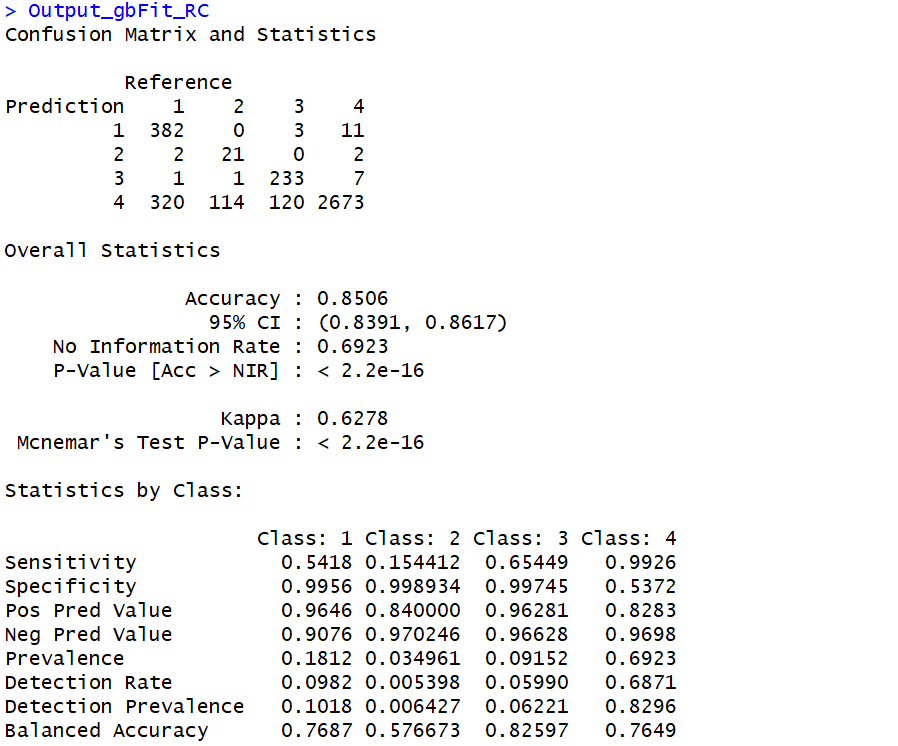 > Output_gbFit_RC
Confusion Matrix and Statistics

          Reference
Prediction    1    2    3    4
         1  382    0    3   11
         2    2   21    0    2
         3    1    1  233    7
         4  320  114  120 2673

Overall Statistics

               Accuracy : 0.8506
                 95% CI : (0.8391, 0.8617)
    No Information Rate : 0.6923
    P-Value [Acc > NIR] : < 2.2e-16

                  Kappa : 0.6278
 Mcnemar's Test P-Value : < 2.2e-16

Statistics by Class:

                     Class: 1 Class: 2 Class: 3 Class: 4
Sensitivity            0.5418 0.154412  0.65449   0.9926
Specificity            0.9956 0.998934  0.99745   0.5372
Pos Pred Value         0.9646 0.840000  0.96281   0.8283
Neg Pred Value         0.9076 0.970246  0.96628   0.9698
Prevalence             0.1812 0.034961  0.09152   0.6923
Detection Rate         0.0982 0.005398  0.05990   0.6871
Detection Prevalence   0.1018 0.006427  0.06221   0.8296
Balanced Accuracy      0.7687 0.576673  0.82597   0.7649